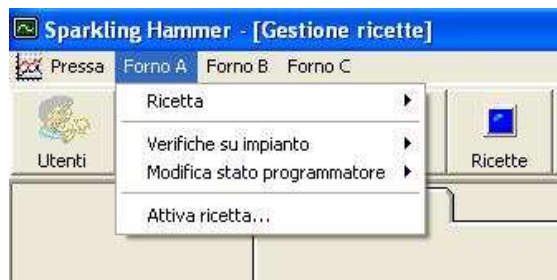 Sparkling Hammer - [Gestione ricette]
Pressa Forno A Forno B Forno C
Ricetta
Verifiche su impianto
Modifica stato programmatore
Attiva ricetta...
Utenti
Ricette